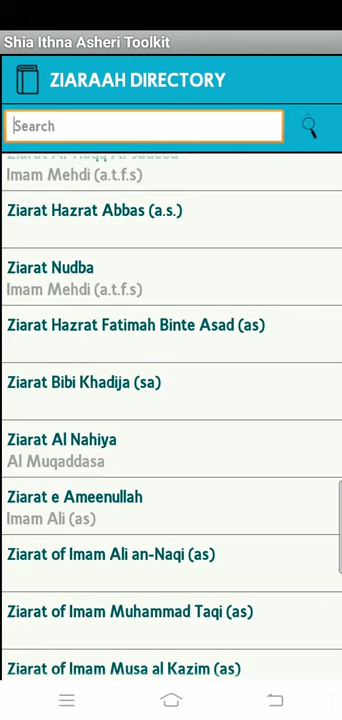 Shia Ithna Asheri Toolkit
ZIARAAH DIRECTORY
Search
Imam Mehdi (a.t.f.s)
Ziarat Hazrat Abbas (a.s.)
Ziarat Nudba
Imam Mehdi (a.t.f.s)
Ziarat Hazrat Fatimah Binte Asad (as)
Ziarat Bibi Khadija (sa)
Ziarat Al Nahiya
Al Muqaddasa
Ziarat e Ameenullah
Imam Ali (as)
Ziarat of Imam Ali an-Naqi (as)
Ziarat of Imam Muhammad Taqi (as)
Ziarat of Imam Musa al Kazim (as)